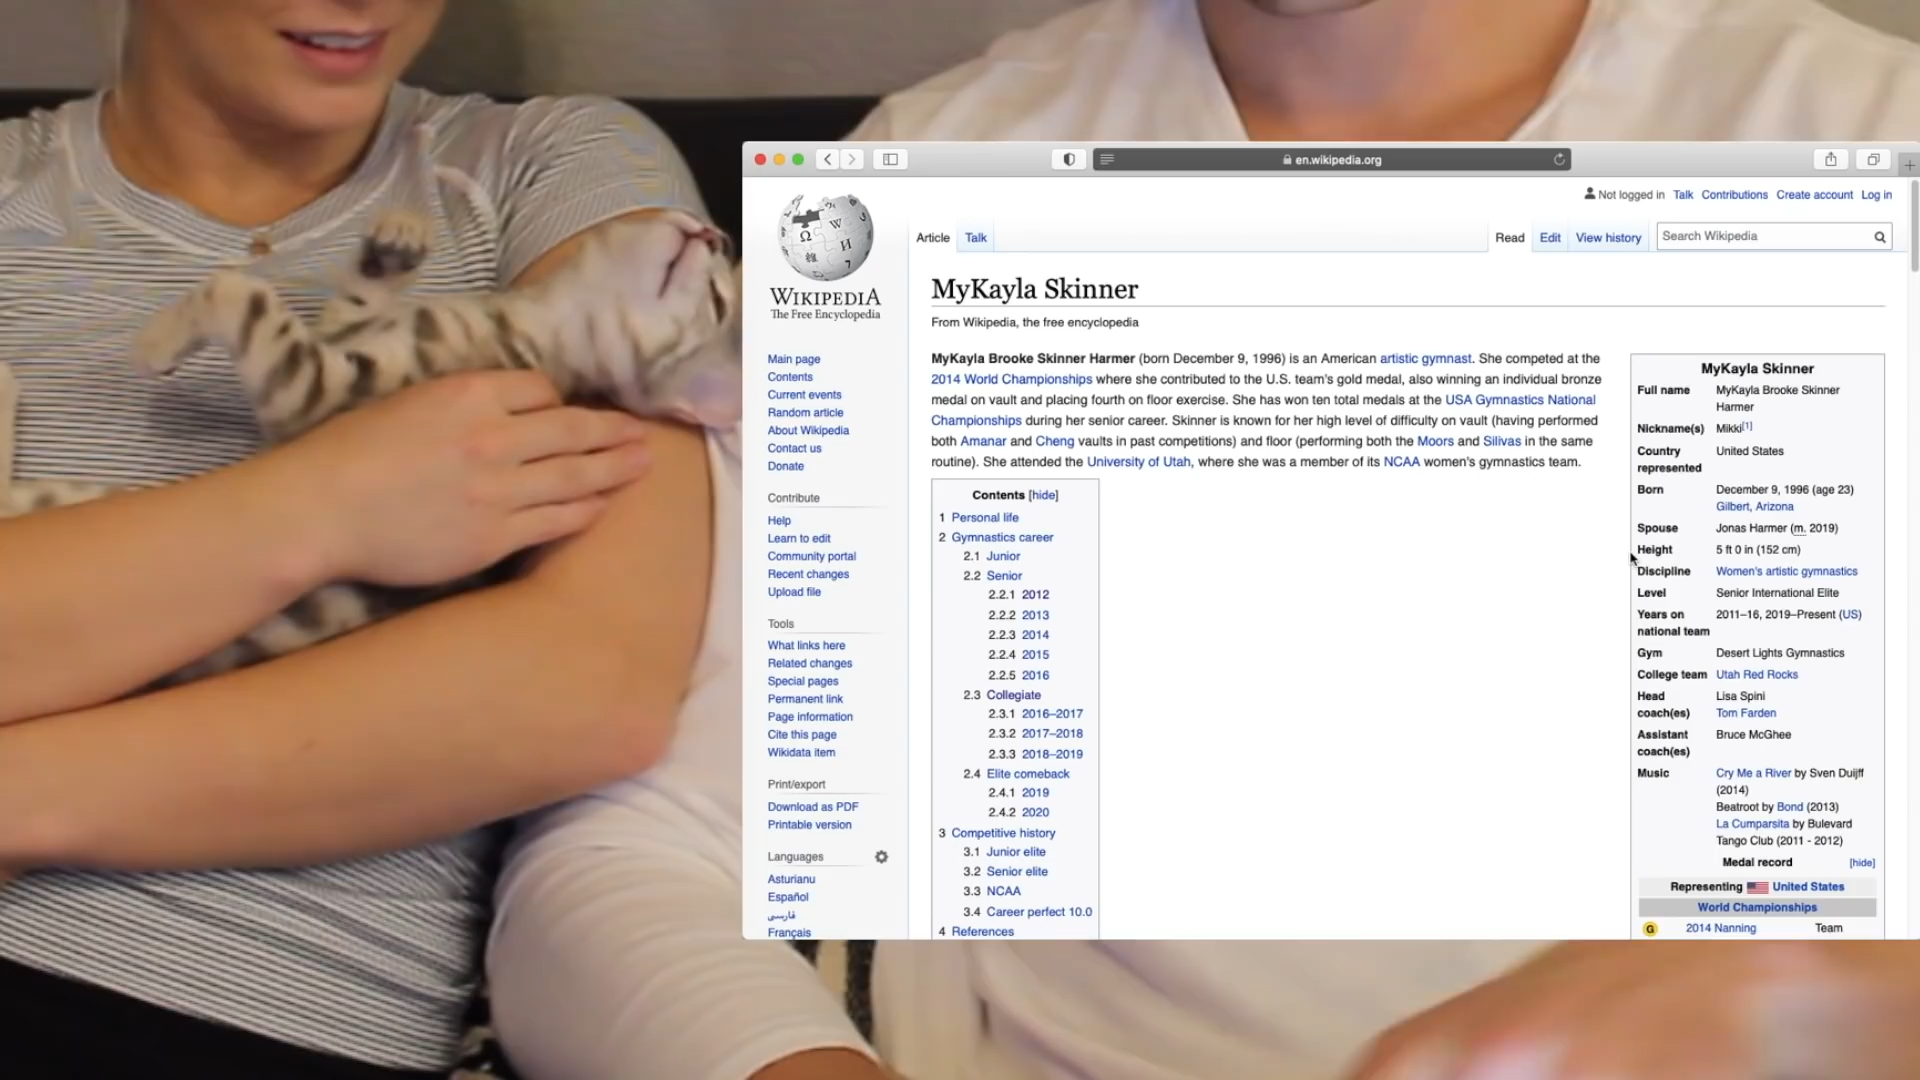 en.wikipedia.org
Not logged in Talk Contributions Create account Log in
Article Talk Read Edit View history Search Wikipedia
WIKIPEDIA
The Free Encyclopedia
Main page
Contents
Current events
Random article
About Wikipedia
Contact us
Donate
Contribute
Help
Learn to edit
Community portal
Recent changes
Upload file
Tools
What links here
Related changes
Special pages
Permanent link
Page information
Cite this page
Wikidata item
Print/export
Download as PDF
Printable version
Languages
Asturianu
Español
فارسی
Français
MyKayla Skinner
From Wikipedia, the free encyclopedia
MyKayla Brooke Skinner Harmer (born December 9, 1996) is an American artistic gymnast. She competed at the
2014 World Championships where she contributed to the U.S. team's gold medal, also winning an individual bronze
medal on vault and placing fourth on floor exercise. She has won ten total medals at the USA Gymnastics National
Championships during her senior career. Skinner is known for her high level of difficulty on vault (having performed
both Amanar and Cheng vaults in past competitions) and floor (performing both the Moors and Silivas in the same
routine). She attended the University of Utah, where she was a member of its NCAA women's gymnastics team.
Contents [hide]
1 Personal life
2 Gymnastics career
2.1 Junior
2.2 Senior
2.2.1 2012
2.2.2 2013
2.2.3 2014
2.2.4 2015
2.2.5 2016
2.3 Collegiate
2.3.1 2016–2017
2.3.2 2017–2018
2.3.3 2018–2019
2.4 Elite comeback
2.4.1 2019
2.4.2 2020
3 Competitive history
3.1 Junior elite
3.2 Senior elite
3.3 NCAA
3.4 Career perfect 10.0
4 References
MyKayla Skinner
Full name MyKayla Brooke Skinner
Harmer
Nickname(s) Mikki[1]
Country United States
represented
Born December 9, 1996 (age 23)
Gilbert, Arizona
Spouse Jonas Harmer (m. 2019)
Height 5 ft 0 in (152 cm)
Discipline Women's artistic gymnastics
Level Senior International Elite
Years on 2011–16, 2019–Present (US)
national team
Gym Desert Lights Gymnastics
College team Utah Red Rocks
Head Lisa Spini
coach(es) Tom Farden
Assistant Bruce McGhee
coach(es)
Music Cry Me a River by Sven Duijff
(2014)
Beatroot by Bond (2013)
La Cumparsita by Bulevard
Tango Club (2011 - 2012)
Medal record [hide]
Representing United States
World Championships
G 2014 Nanning Team